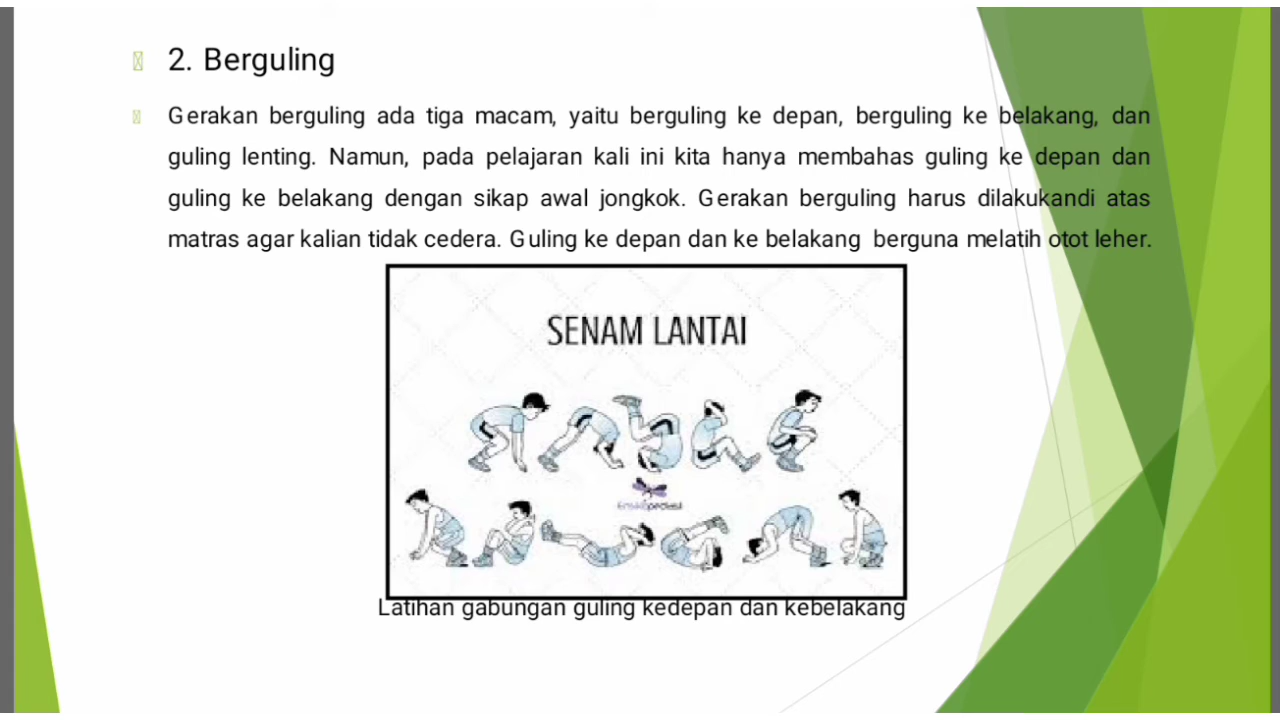 2. Berguling
Gerakan berguling ada tiga macam, yaitu berguling ke depan, berguling ke belakang, dan
guling lenting. Namun, pada pelajaran kali ini kita hanya membahas guling ke depan dan
guling ke belakang dengan sikap awal jongkok. Gerakan berguling harus dilakukandi atas
matras agar kalian tidak cedera. Guling ke depan dan ke belakang berguna melatih otot leher.
SENAM LANTAI
Latihan gabungan guling kedepan dan kebelakang